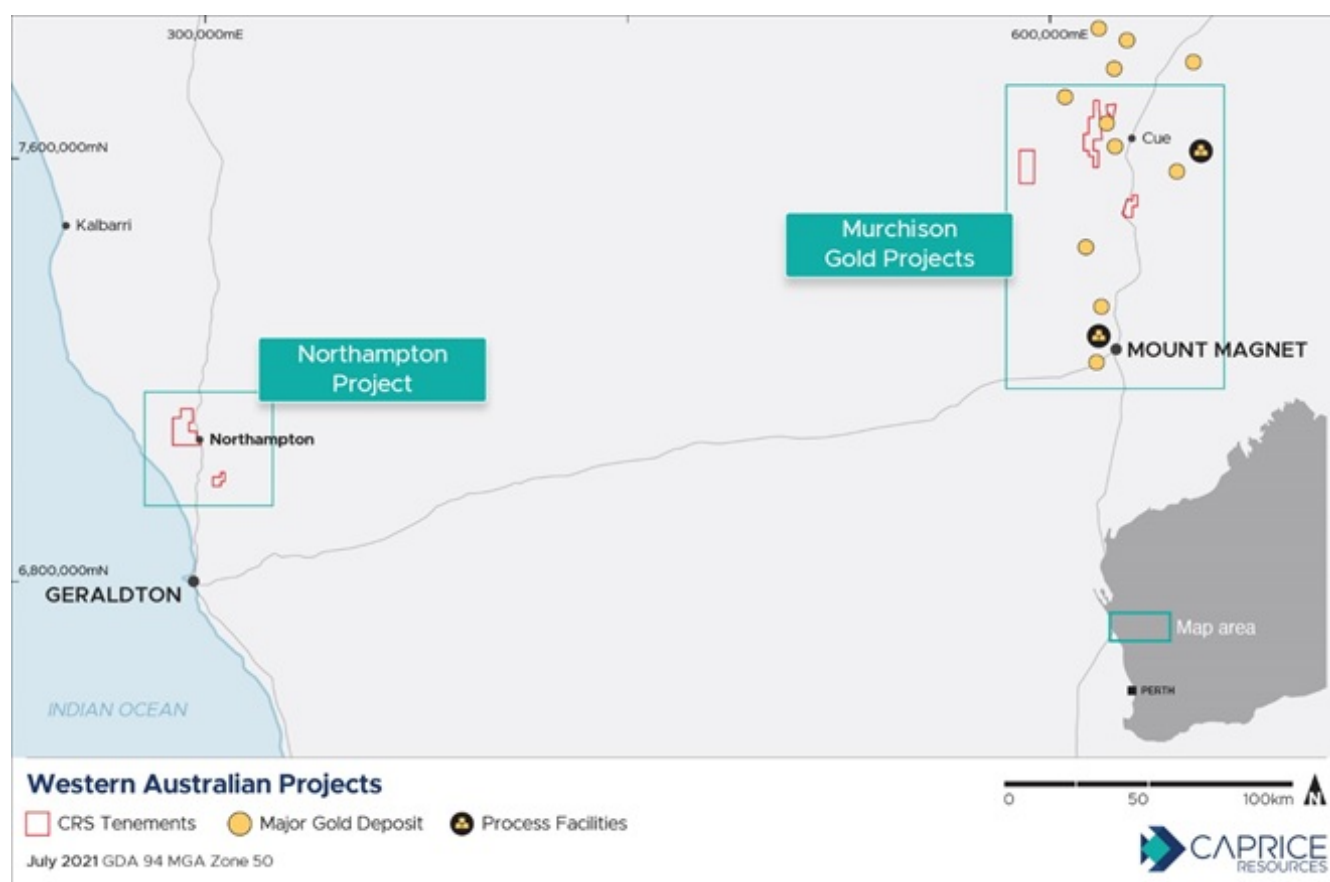 300,000mE
600,000mE
7,600,000mN
Cue
Kalbarri
Murchison
Gold Projects
Northampton
Project
MOUNT MAGNET
Northampton
6,800,000mN
GERALDTON
Map area
PERTH
INDIAN OCEAN
Western Australian Projects
0 50 100km N
CRS Tenements Major Gold Deposit Process Facilities
July 2021 GDA 94 MGA Zone 50
CAPRICE
RESOURCES